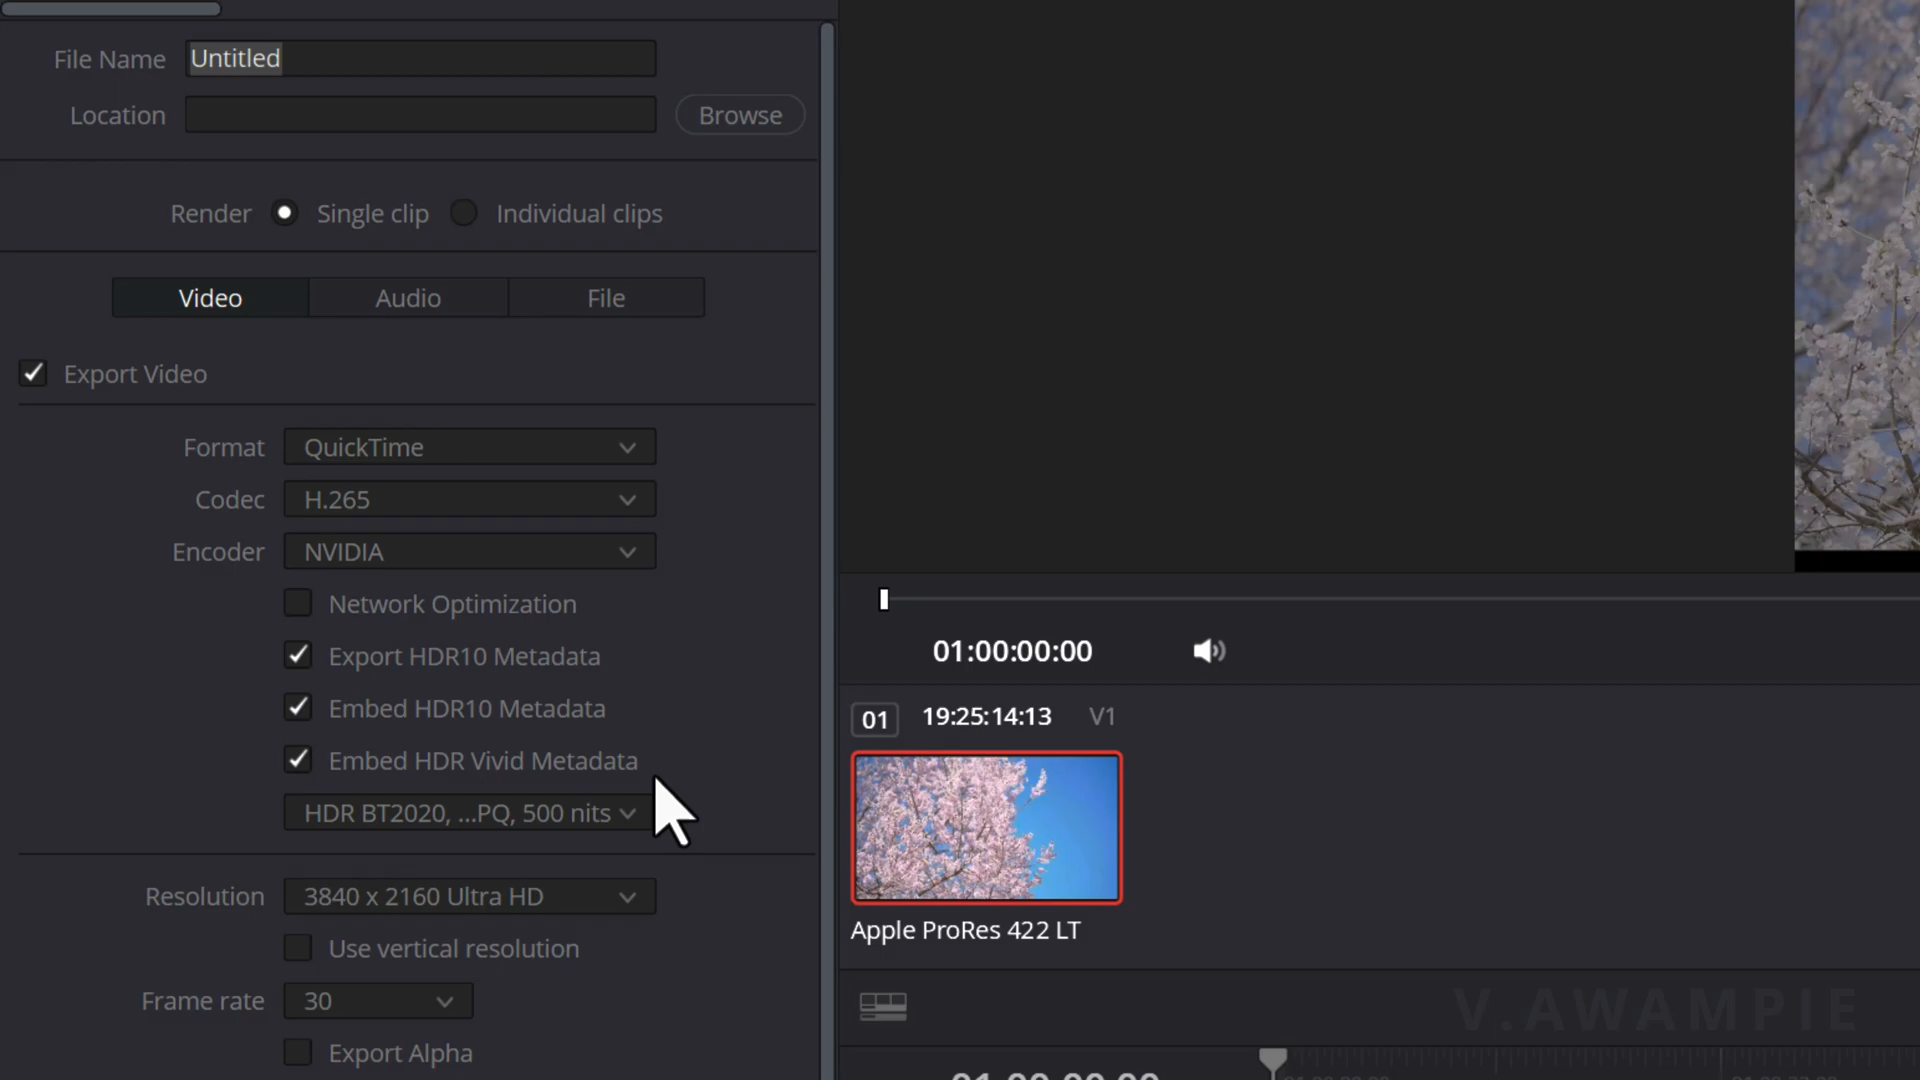 File Name Untitled
Location Browse
Render Single clip Individual clips
Video Audio File
Export Video
Format QuickTime
Codec H.265
Encoder NVIDIA
Network Optimization
Export HDR10 Metadata
Embed HDR10 Metadata
Embed HDR Vivid Metadata
HDR BT2020, ...PQ, 500 nits
Resolution 3840 x 2160 Ultra HD
Use vertical resolution
Frame rate 30
Export Alpha
01:00:00:00
01 19:25:14:13 V1
Apple ProRes 422 LT
V.AWAMPIE